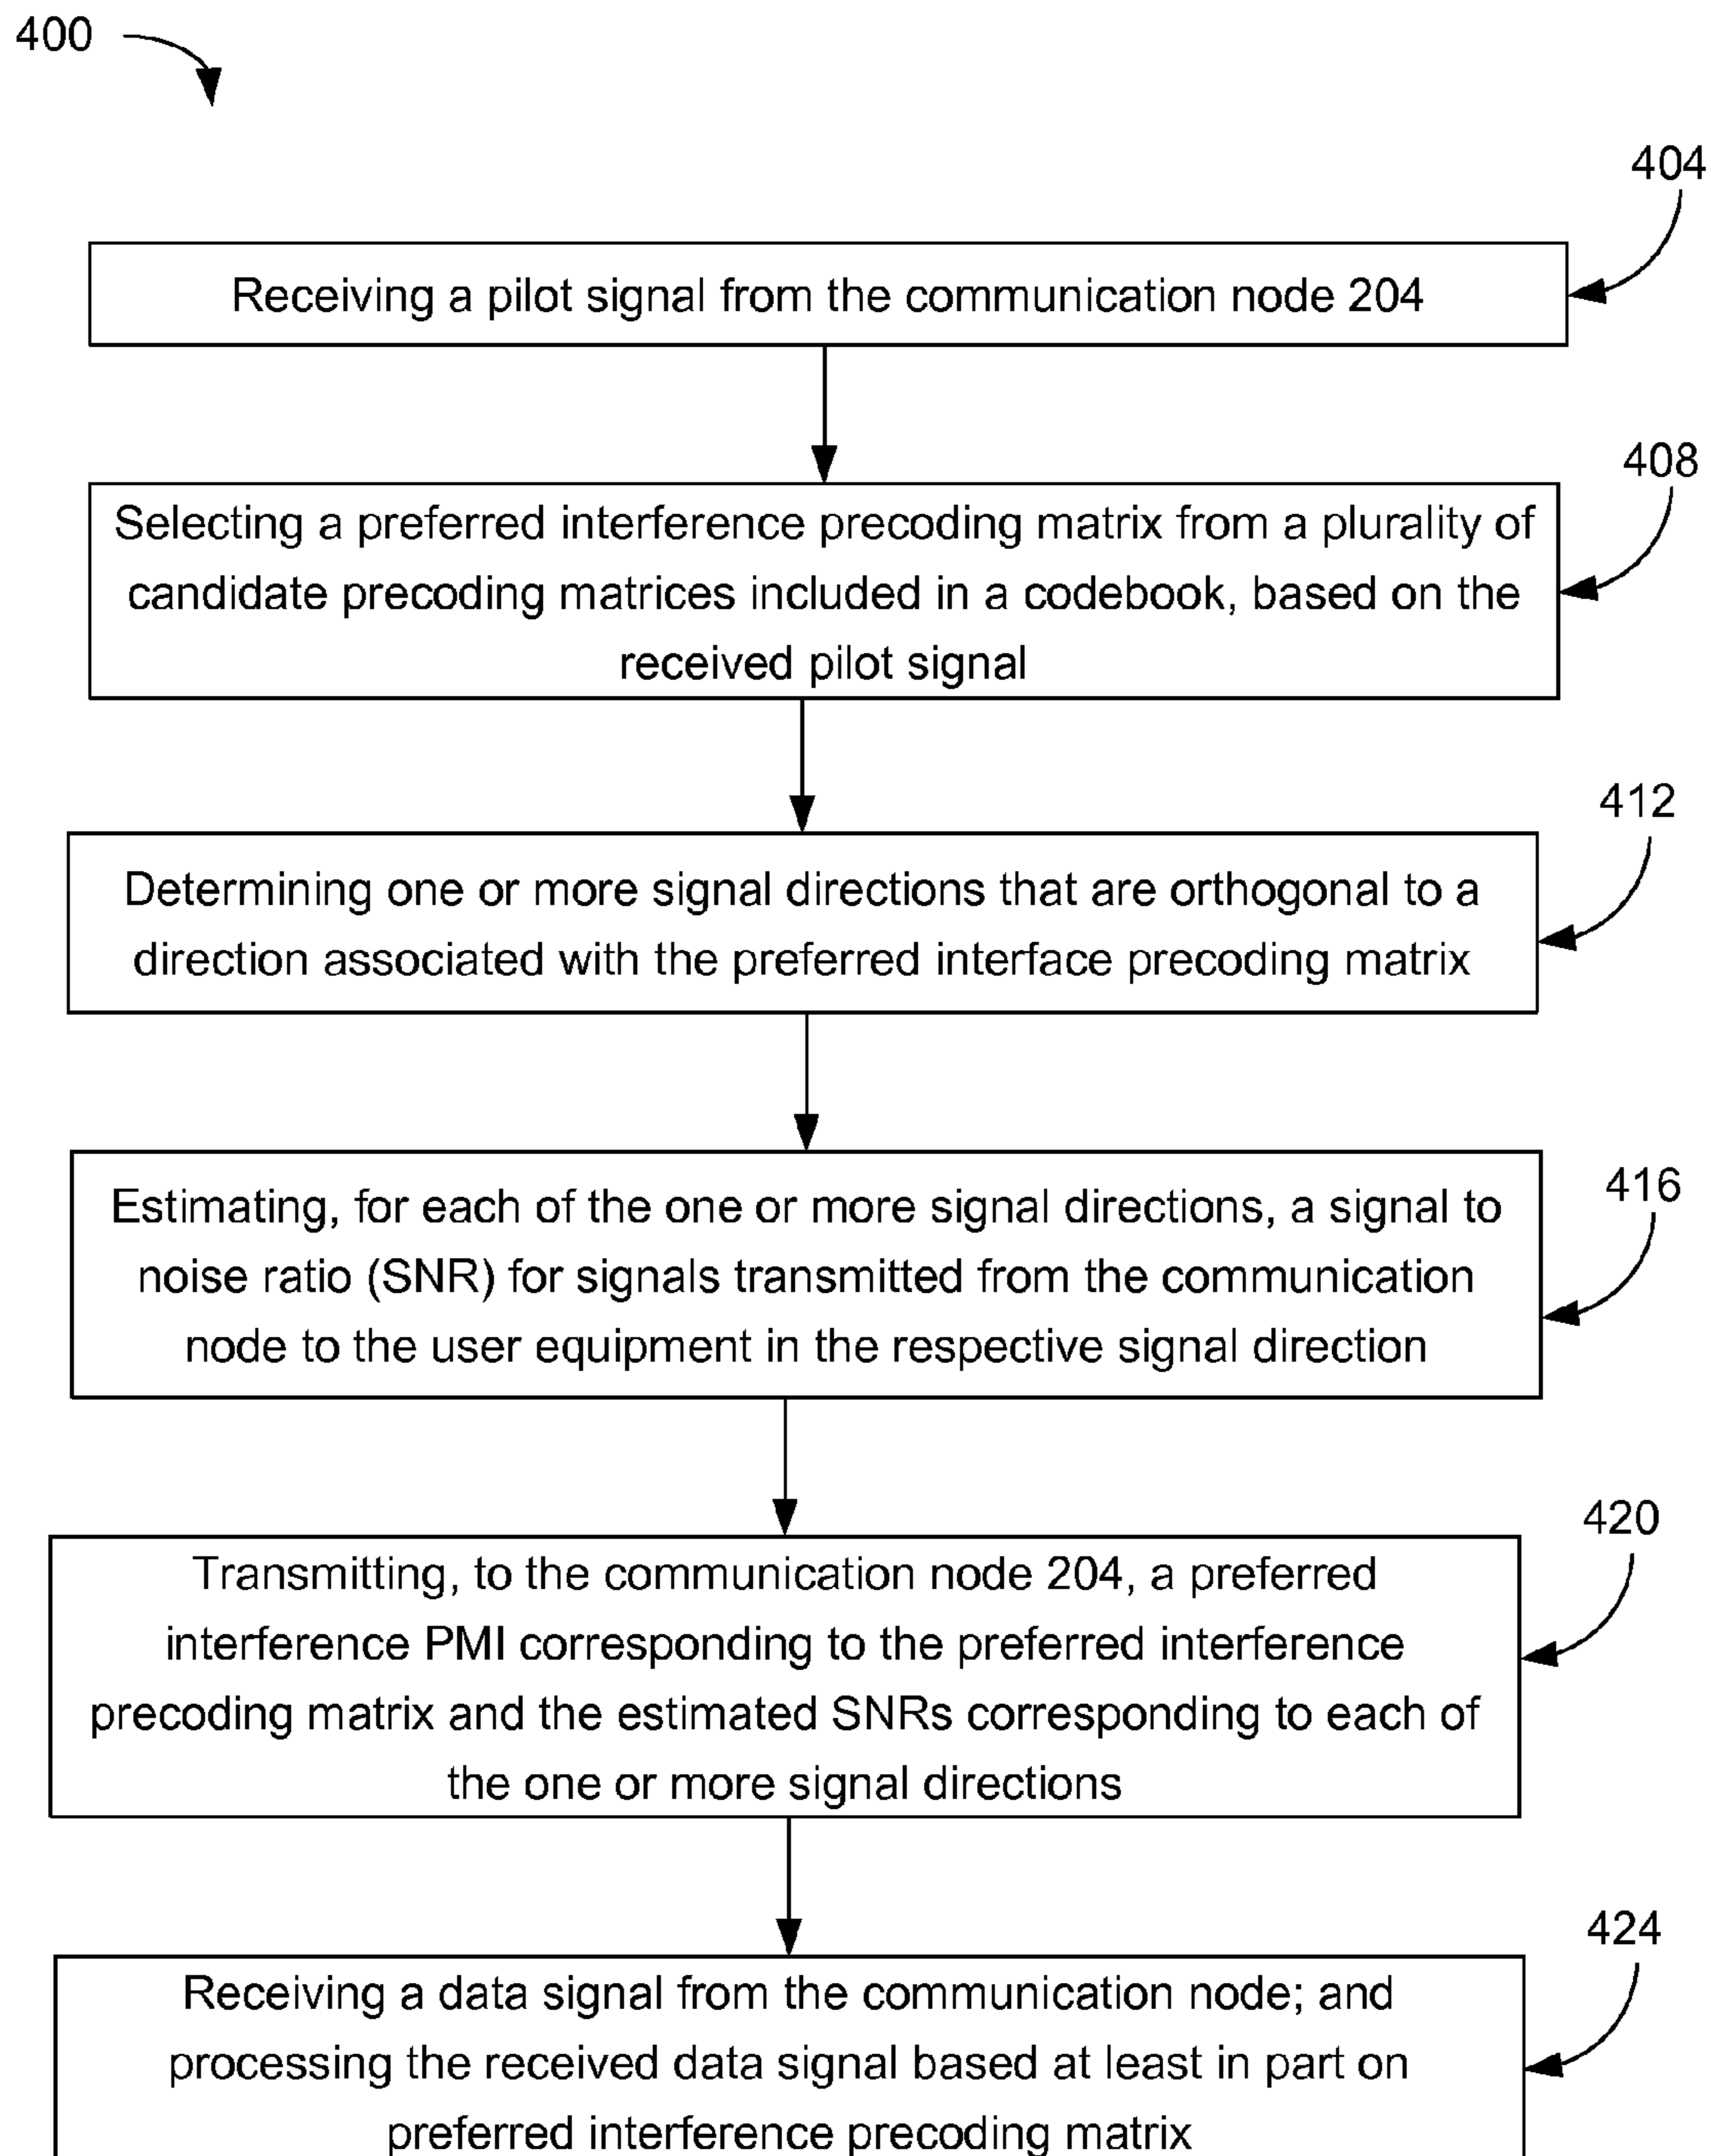 400
404
Receiving a pilot signal from the communication node 204
408
Selecting a preferred interference precoding matrix from a plurality of
candidate precoding matrices included in a codebook, based on the
received pilot signal
412
Determining one or more signal directions that are orthogonal to a
direction associated with the preferred interface precoding matrix
416
Estimating, for each of the one or more signal directions, a signal to
noise ratio (SNR) for signals transmitted from the communication
node to the user equipment in the respective signal direction
420
Transmitting, to the communication node 204, a preferred
interference PMI corresponding to the preferred interference
precoding matrix and the estimated SNRs corresponding to each of
the one or more signal directions
424
Receiving a data signal from the communication node; and
processing the received data signal based at least in part on
preferred interference precoding matrix